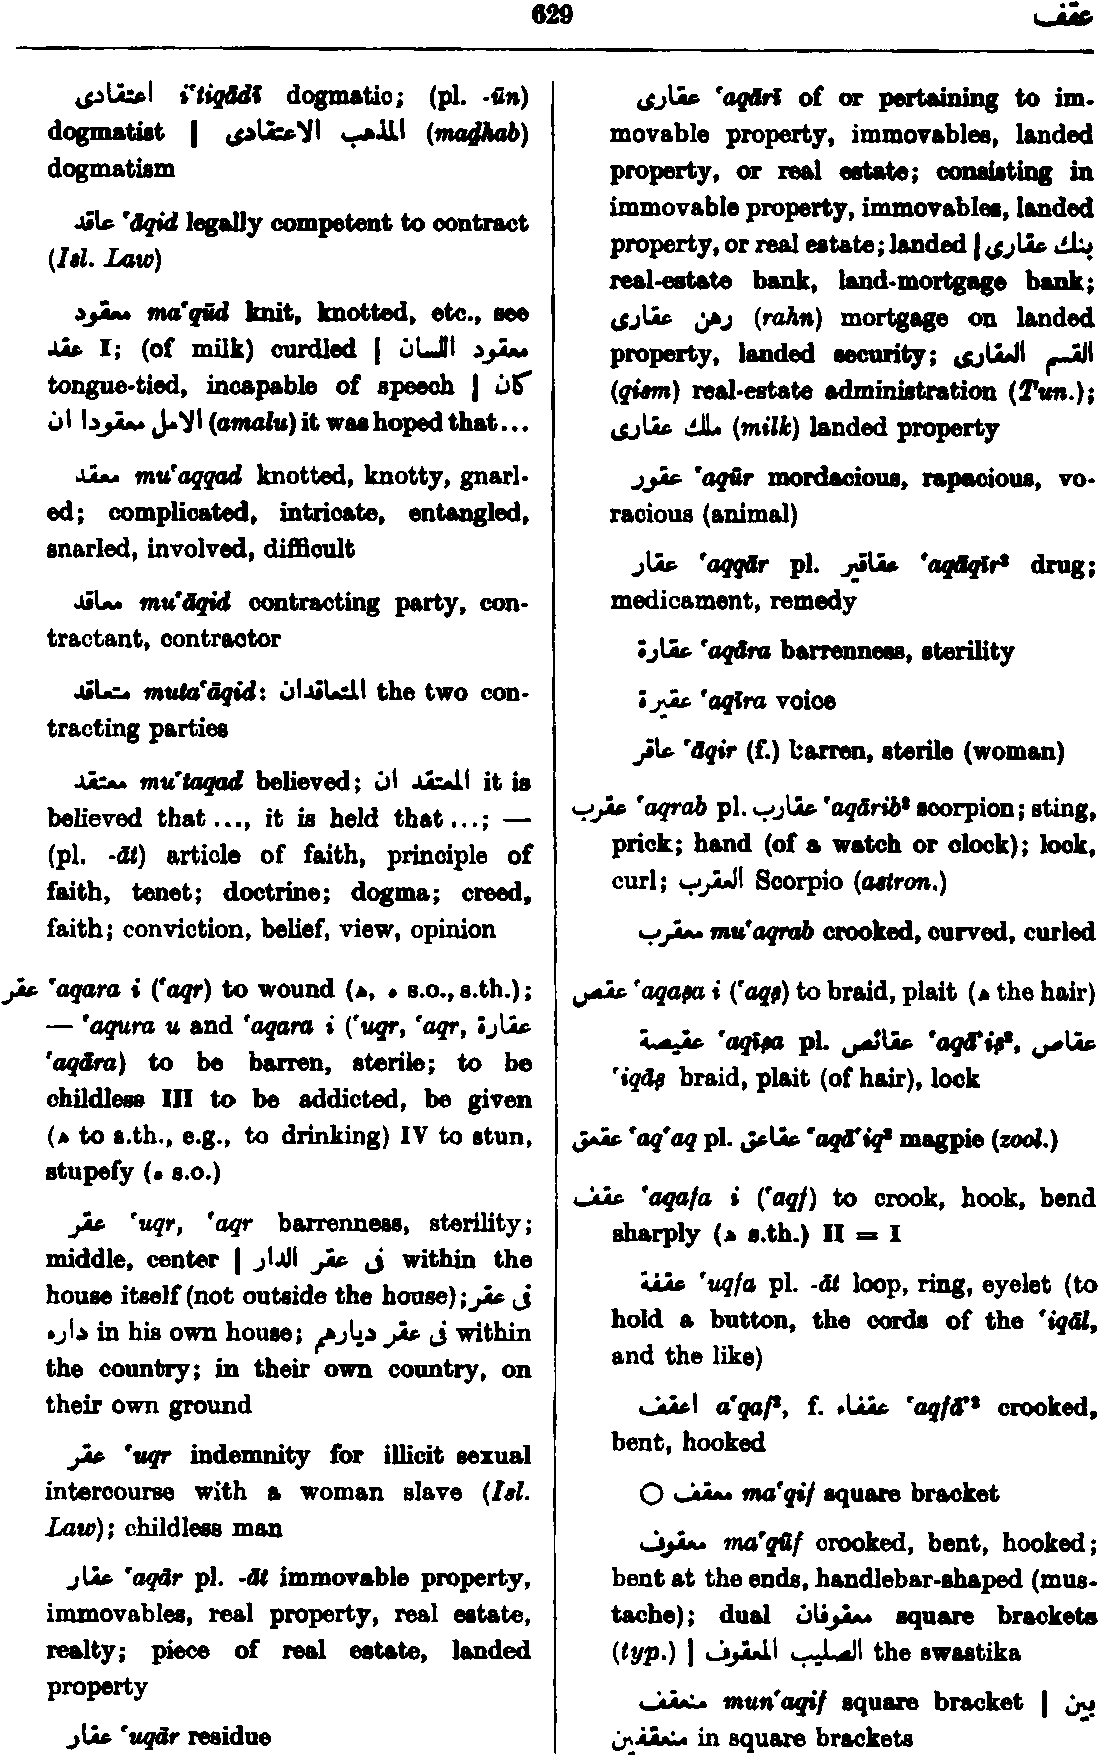 629
عقف
اعتقادى i‘tiqādī dogmatic; (pl. -ūn)
dogmatist | المذهب الاعتقادى (maḏhab)
dogmatism
عاقد ‘āqid legally competent to contract
(Isl. Law)
معقود ma‘qūd knit, knotted, etc., see
عقد I; (of milk) curdled | معقود اللسان
tongue-tied, incapable of speech | كان
الامل معقودا ان (amalu) it was hoped that...
معقد mu‘aqqad knotted, knotty, gnarl-
ed; complicated, intricate, entangled,
snarled, involved, difficult
معاقد mu‘āqid contracting party, con-
tractant, contractor
متعاقد muta‘āqid: المتعاقدان the two con-
tracting parties
معتقد mu‘taqad believed; المعتقد ان it is
believed that ..., it is held that ...; —
(pl. -āt) article of faith, principle of
faith, tenet; doctrine; dogma; creed,
faith; conviction, belief, view, opinion
عقر ‘aqara i (‘aqr) to wound (ه, ه s.o., s.th.);
— ‘aqura u and ‘aqara i (‘uqr, ‘aqr, عقارة
‘aqāra) to be barren, sterile; to be
childless III to be addicted, be given
(ه to s.th., e.g., to drinking) IV to stun,
stupefy (ه s.o.)
عقر ‘uqr, ‘aqr barrenness, sterility;
middle, center | فى عقر الدار within the
house itself (not outside the house); فى عقر
داره in his own house; فى عقر ديارهم within
the country; in their own country, on
their own ground
عقر ‘uqr indemnity for illicit sexual
intercourse with a woman slave (Isl.
Law); childless man
عقار ‘aqār pl. -āt immovable property,
immovables, real property, real estate,
realty; piece of real estate, landed
property
عقار ‘uqār residue
عقارى ‘aqārī of or pertaining to im-
movable property, immovables, landed
property, or real estate; consisting in
immovable property, immovables, landed
property, or real estate; landed | بنك عقارى
real-estate bank, land-mortgage bank;
رهن عقارى (rahn) mortgage on landed
property, landed security; القسم العقارى
(qism) real-estate administration (Tun.);
ملك عقارى (milk) landed property
عقور ‘aqūr mordacious, rapacious, vo-
racious (animal)
عقار ‘aqqār pl. عقاقير ‘aqāqīr² drug;
medicament, remedy
عقارة ‘aqāra barrenness, sterility
عقيرة ‘aqīra voice
عاقر ‘āqir (f.) barren, sterile (woman)
عقرب ‘aqrab pl. عقارب ‘aqārib² scorpion; sting,
prick; hand (of a watch or clock); lock,
curl; العقرب Scorpio (astron.)
معقرب mu‘aqrab crooked, curved, curled
عقص ‘aqaṣa i (‘aqṣ) to braid, plait (ه the hair)
عقيصة ‘aqīṣa pl. عقائص ‘aqā’iṣ², عقاص
‘iqāṣ braid, plait (of hair), lock
عقعق ‘aq‘aq pl. عقاعق ‘aqā‘iq² magpie (zool.)
عقف ‘aqafa i (‘aqf) to crook, hook, bend
sharply (ه s.th.) II = I
عقفة ‘uqfa pl. -āt loop, ring, eyelet (to
hold a button, the cords of the ‘iqāl,
and the like)
اعقف a‘qaf², f. عقفاء ‘aqfā’² crooked,
bent, hooked
○ معقف ma‘qif square bracket
معقوف ma‘qūf crooked, bent, hooked;
bent at the ends, handlebar-shaped (mus-
tache); dual معقوفان square brackets
(typ.) | الصليب المعقوف the swastika
منعقف mun‘aqif square bracket | بين
منعقفين in square brackets